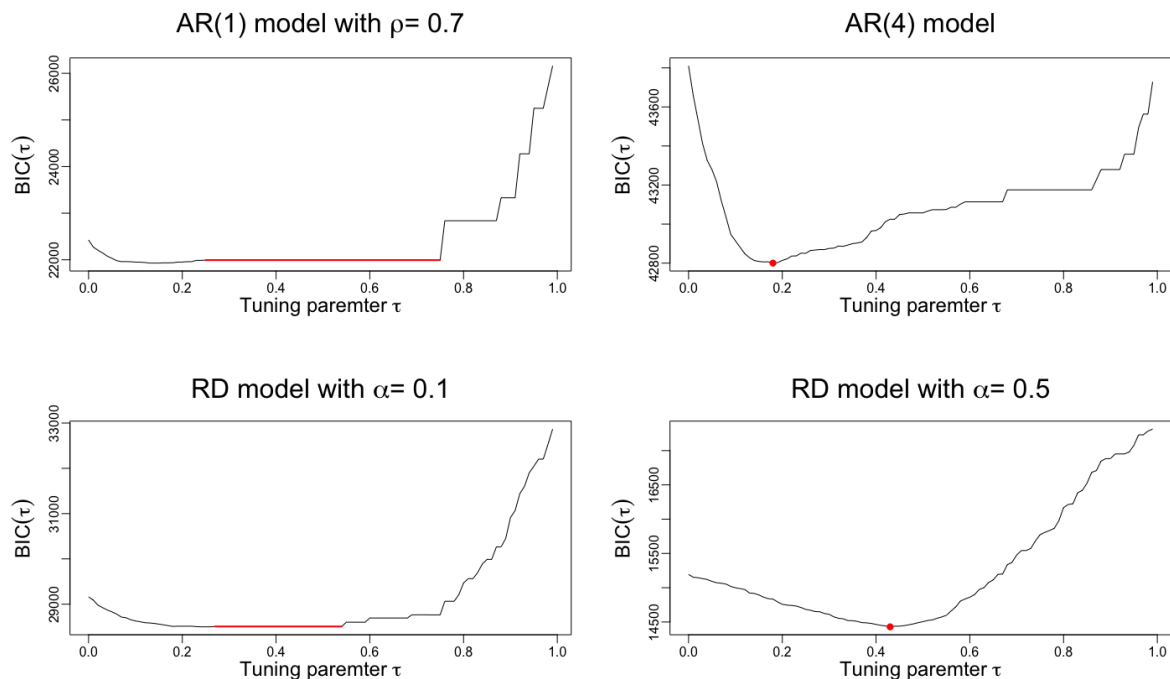 AR(1) model with ρ= 0.7
BIC(τ)
22000 24000 26000
0.0 0.2 0.4 0.6 0.8 1.0
Tuning paremter τ
AR(4) model
BIC(τ)
42800 43200 43600
0.0 0.2 0.4 0.6 0.8 1.0
Tuning paremter τ
RD model with α= 0.1
BIC(τ)
29000 31000 33000
0.0 0.2 0.4 0.6 0.8 1.0
Tuning paremter τ
RD model with α= 0.5
BIC(τ)
14500 15500 16500
0.0 0.2 0.4 0.6 0.8 1.0
Tuning paremter τ